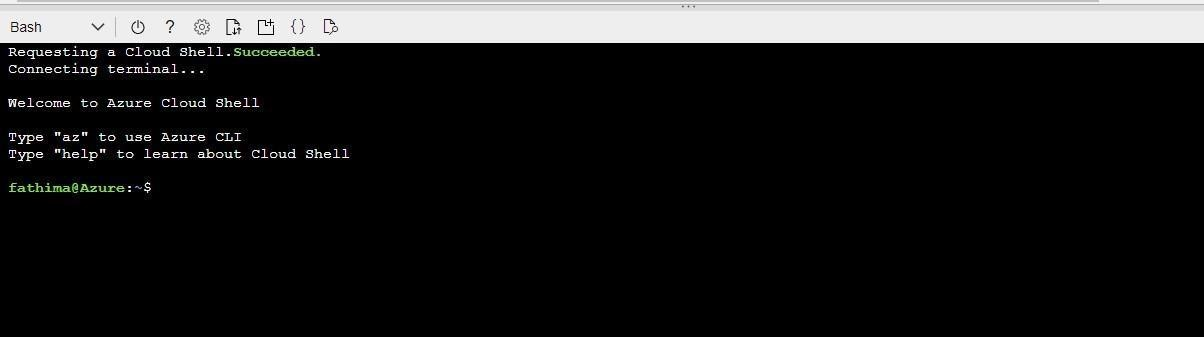 Bash
Requesting a Cloud Shell.Succeeded.
Connecting terminal...
Welcome to Azure Cloud Shell
Type "az" to use Azure CLI
Type "help" to learn about Cloud Shell
fathima@Azure:~$